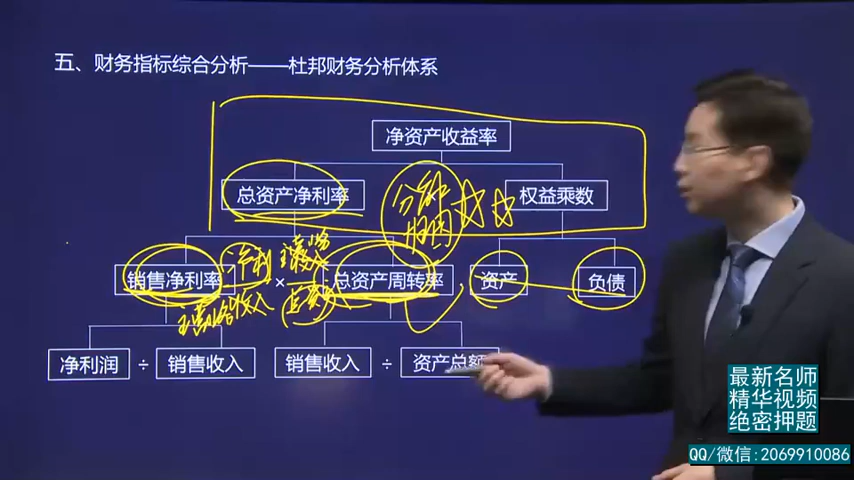 五、财务指标综合分析——杜邦财务分析体系
净资产收益率
总资产净利率
权益乘数
销售净利率
净利
×
总资产周转率
资产
负债
净利润 ÷ 销售收入
销售收入 ÷ 资产总额
最新名师
精华视频
绝密押题
QQ/微信:2069910086